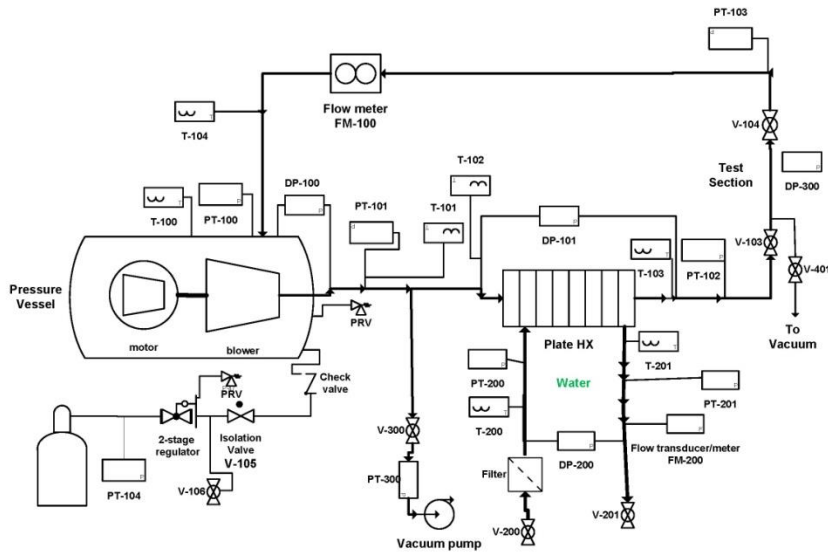 PT-103
Flow meter
FM-100
T-104
V-104
T-102
Test
Section
DP-300
DP-100
PT-101
T-101
T-100
PT-100
DP-101
V-103
T-103
PT-102
V-401
Pressure
Vessel
PRV
motor
blower
Plate HX
To
Vacuum
Check
valve
PT-200
Water
T-201
PRV
PT-201
2-stage
regulator
Isolation
Valve
V-105
V-300
T-200
Flow transducer/meter
FM-200
PT-104
V-106
PT-300
Filter
DP-200
V-200
V-201
Vacuum pump